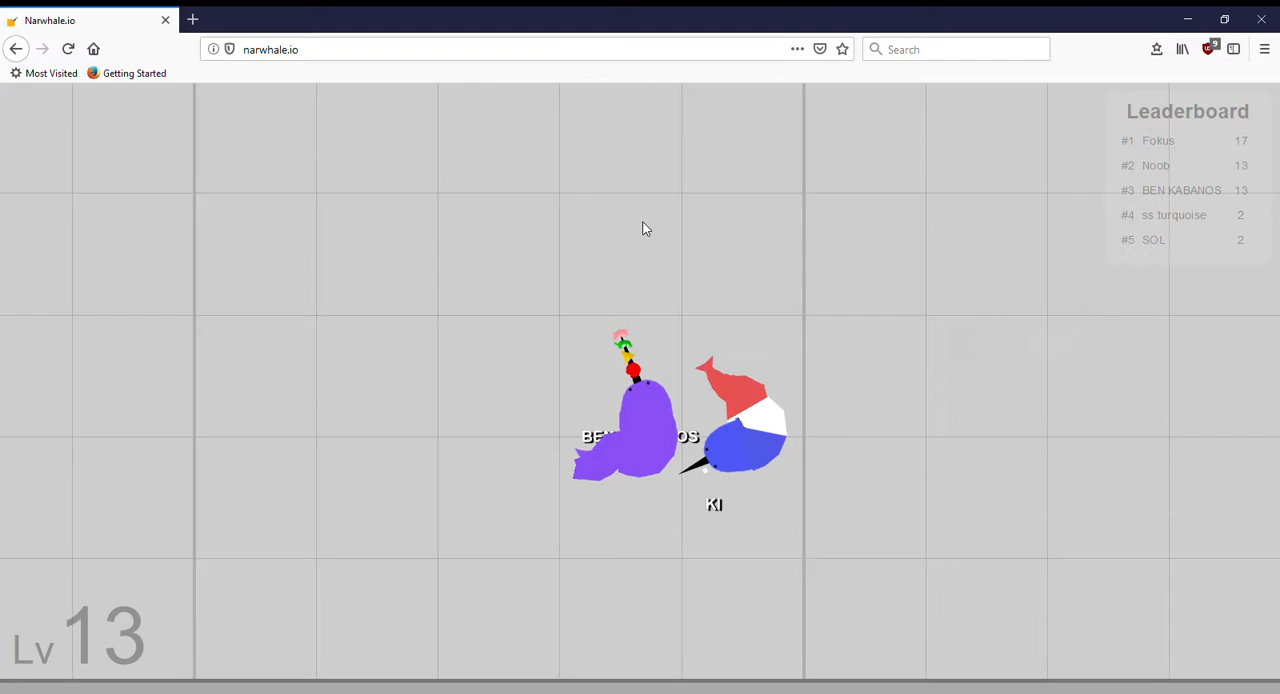 Narwhale.io
narwhale.io
Search
Most Visited
Getting Started
Leaderboard
#1 Fokus 17
#2 Noob 13
#3 BEN KABANOS 13
#4 ss turquoise 2
#5 SOL 2
KI
Lv 13